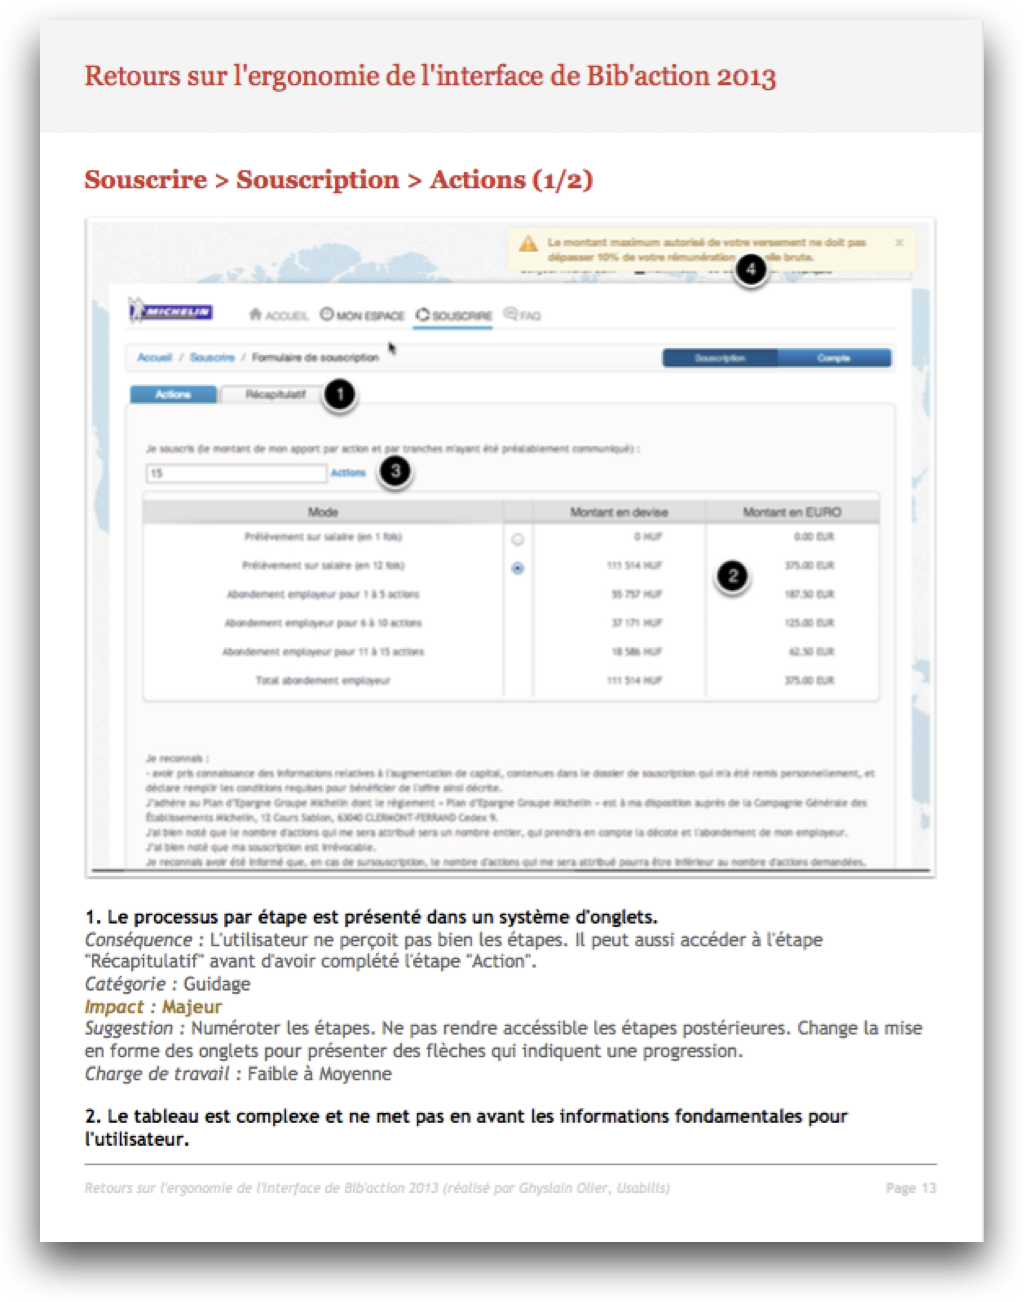 Retours sur l'ergonomie de l'interface de Bib'action 2013
Souscrire > Souscription > Actions (1/2)
Le montant maximum autorisé de votre versement ne doit pas
dépasser 10% de votre rémunération elle brute.
4
MICHELIN
ACCUEIL MON ESPACE SOUSCRIRE FAQ
Accueil / Souscrire / Formulaire de souscription
Souscription Compte
Actions Récapitulatif 1
Je souscris (le montant de mon apport par action et par tranches m'ayant été préalablement communiqué) :
15 Actions 3
Mode Montant en devise Montant en EURO
Prélèvement sur salaire (en 1 fois) 0 HUF 0.00 EUR
Prélèvement sur salaire (en 12 fois) 111 514 HUF 375.00 EUR
2
Abondement employeur pour 1 à 5 actions 55 757 HUF 187.50 EUR
Abondement employeur pour 6 à 10 actions 37 171 HUF 125.00 EUR
Abondement employeur pour 11 à 15 actions 18 586 HUF 62.50 EUR
Total abondement employeur 111 514 HUF 375.00 EUR
Je reconnais :
- avoir pris connaissance des informations relatives à l'augmentation de capital, contenues dans le dossier de souscription qui m'a été remis personnellement, et
déclare remplir les conditions requises pour bénéficier de l'offre ainsi décrite.
J'adhère au Plan d'Epargne Groupe Michelin dont le règlement « Plan d'Epargne Groupe Michelin » est à ma disposition auprès de la Compagnie Générale des
Établissements Michelin, 12 Cours Sablon, 63040 CLERMONT-FERRAND Cedex 9.
J'ai bien noté que le nombre d'actions qui me sera attribué sera un nombre entier, qui prendra en compte la décote et l'abondement de mon employeur.
J'ai bien noté que ma souscription est irrévocable.
Je reconnais avoir été informé que, en cas de sursouscription, le nombre d'actions qui me sera attribué pourra être inférieur au nombre d'actions demandées,
1. Le processus par étape est présenté dans un système d'onglets.
Conséquence : L'utilisateur ne perçoit pas bien les étapes. Il peut aussi accéder à l'étape
"Récapitulatif" avant d'avoir complété l'étape "Action".
Catégorie : Guidage
Impact : Majeur
Suggestion : Numéroter les étapes. Ne pas rendre accéssible les étapes postérieures. Change la mise
en forme des onglets pour présenter des flèches qui indiquent une progression.
Charge de travail : Faible à Moyenne
2. Le tableau est complexe et ne met pas en avant les informations fondamentales pour
l'utilisateur.
Retours sur l'ergonomie de l'interface de Bib'action 2013 (réalisé par Ghyslain Olier, Usabilis) Page 13